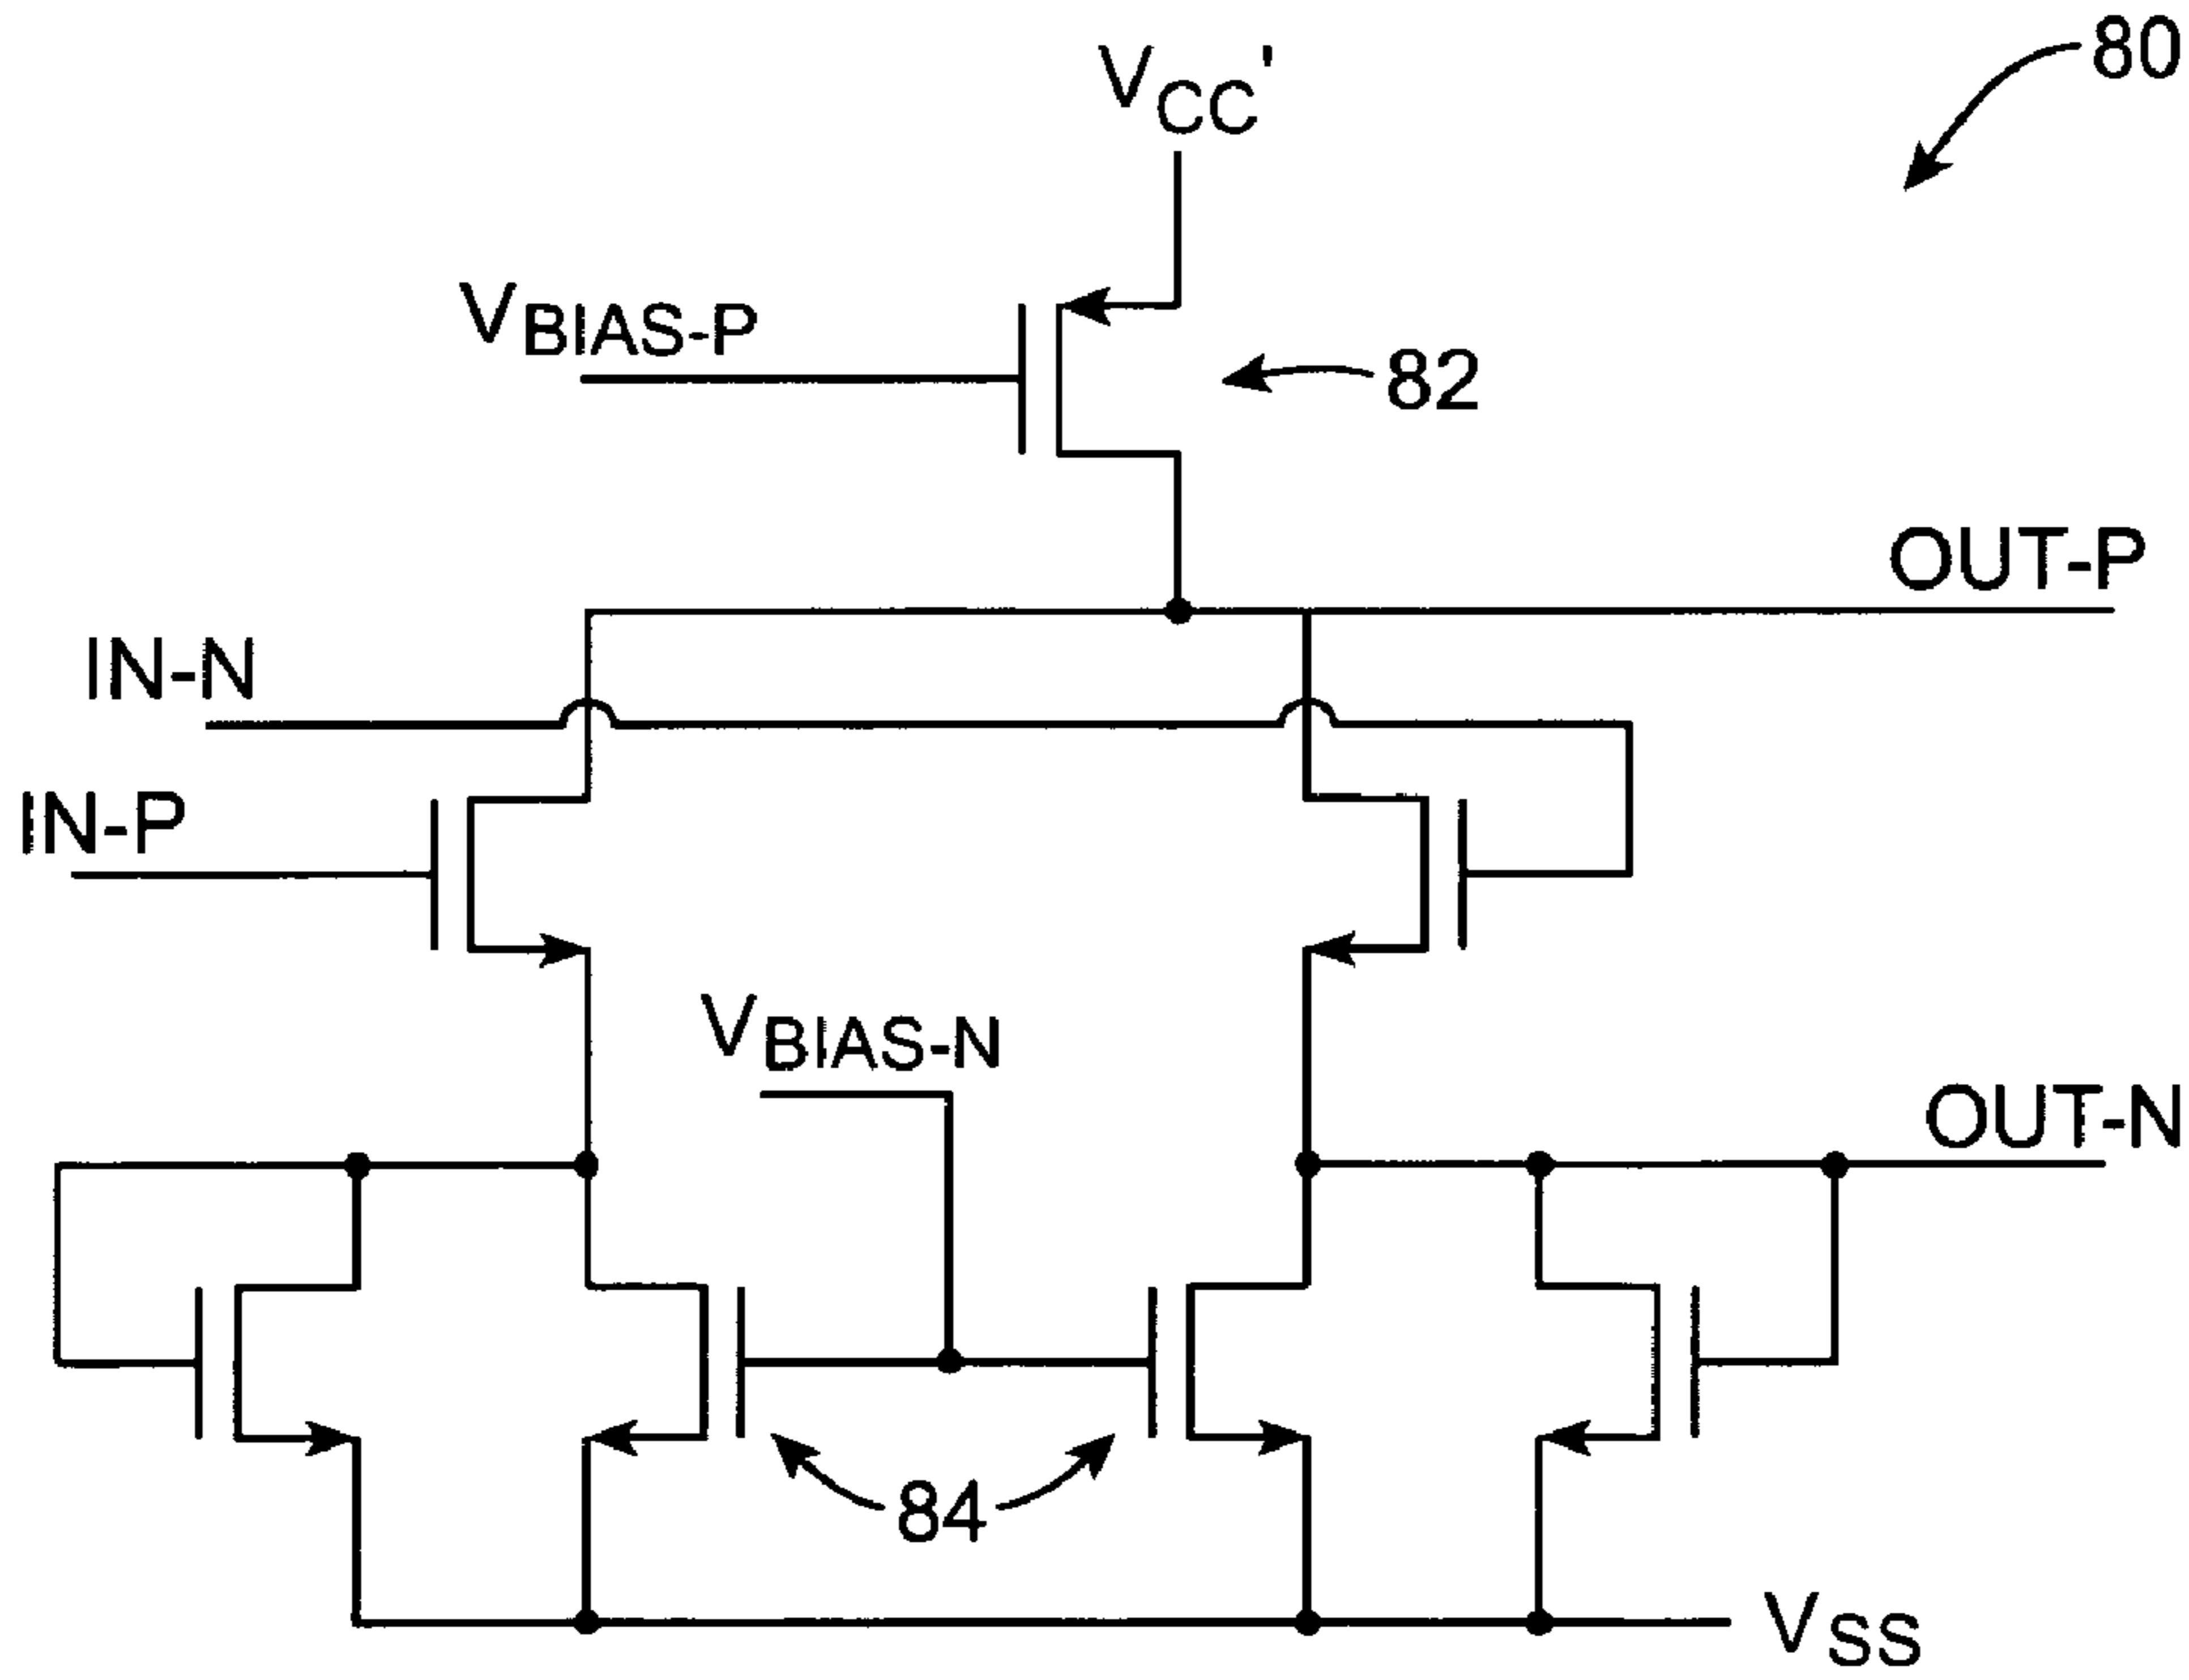 80
VCC'
VBIAS-P
82
OUT-P
IN-N
IN-P
VBIAS-N
OUT-N
84
VSS